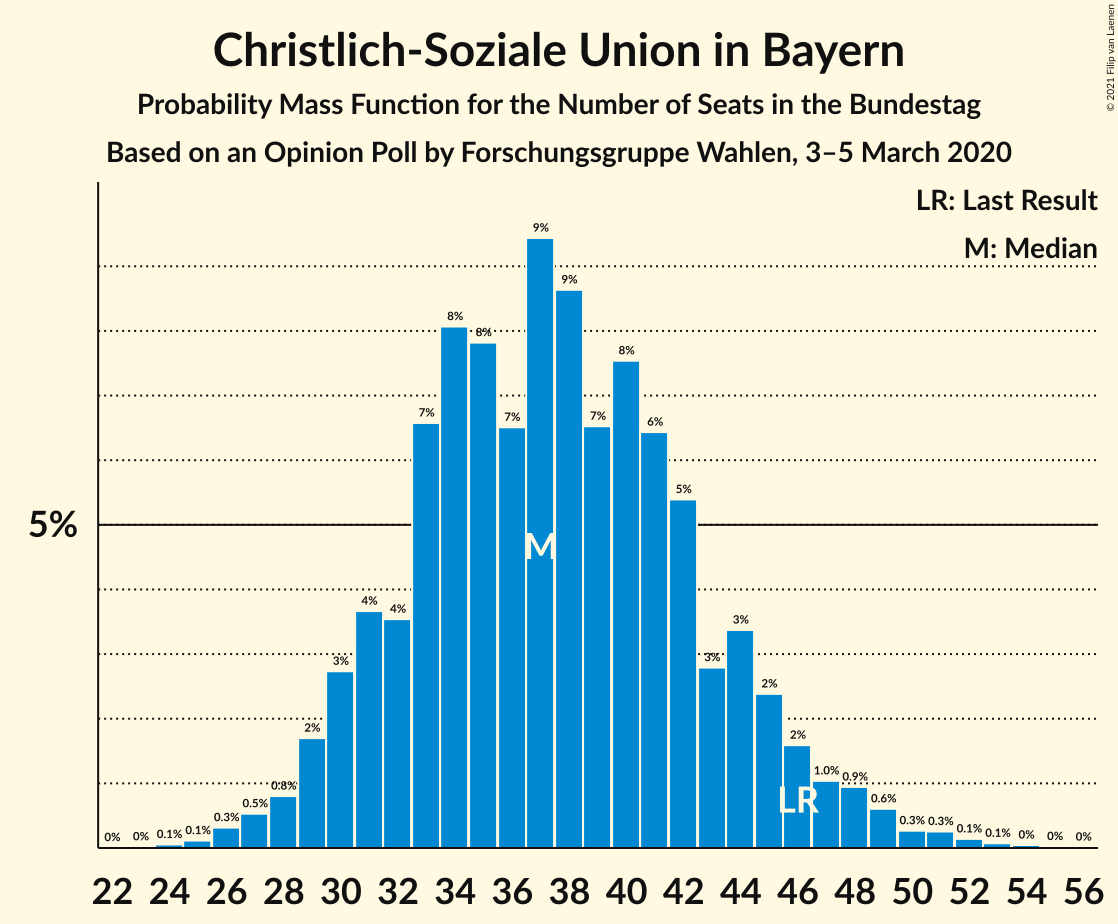 Christlich-Soziale Union in Bayern
Probability Mass Function for the Number of Seats in the Bundestag
Based on an Opinion Poll by Forschungsgruppe Wahlen, 3–5 March 2020
© 2021 Filip van Laenen
LR: Last Result
M: Median
5%
0% 0% 0.1% 0.1% 0.3% 0.5% 0.8% 2% 3% 4% 4% 7% 8% 8% 7% 9% 9% 7% 8% 6% 5% 3% 3% 2% 2% 1.0% 0.9% 0.6% 0.3% 0.3% 0.1% 0.1% 0% 0% 0%
M
LR
22 24 26 28 30 32 34 36 38 40 42 44 46 48 50 52 54 56